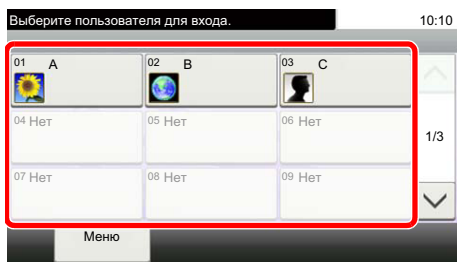 Выберите пользователя для входа. 10:10
01 A 02 B 03 C
04 Нет 05 Нет 06 Нет
1/3
07 Нет 08 Нет 09 Нет
Меню